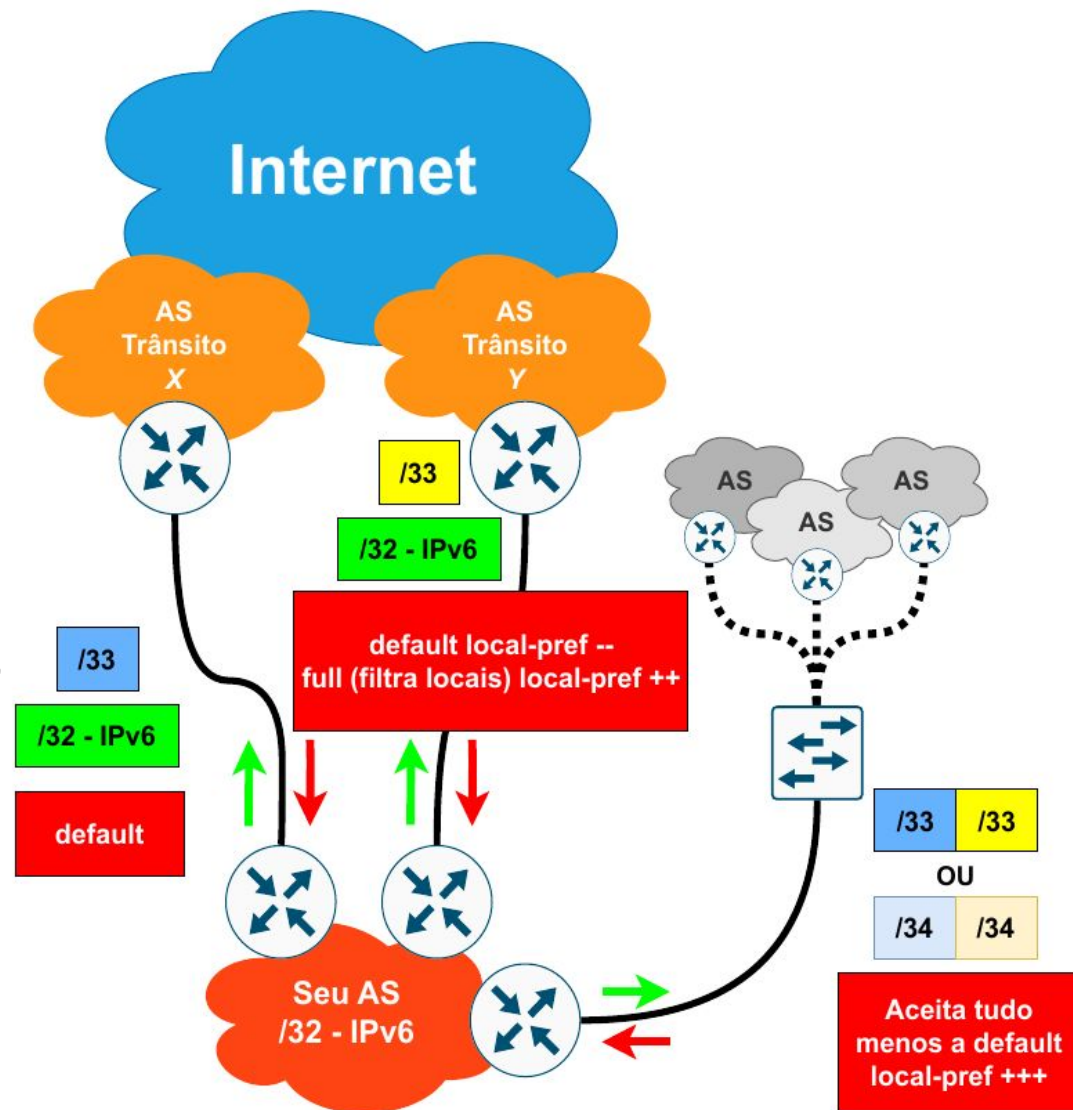 Internet
AS
Trânsito
X
AS
Trânsito
Y
/33
/32 - IPv6
default local-pref --
full (filtra locais) local-pref ++
AS
AS
AS
/33
/32 - IPv6
default
/33 /33
OU
/34 /34
Aceita tudo
menos a default
local-pref +++
Seu AS
/32 - IPv6